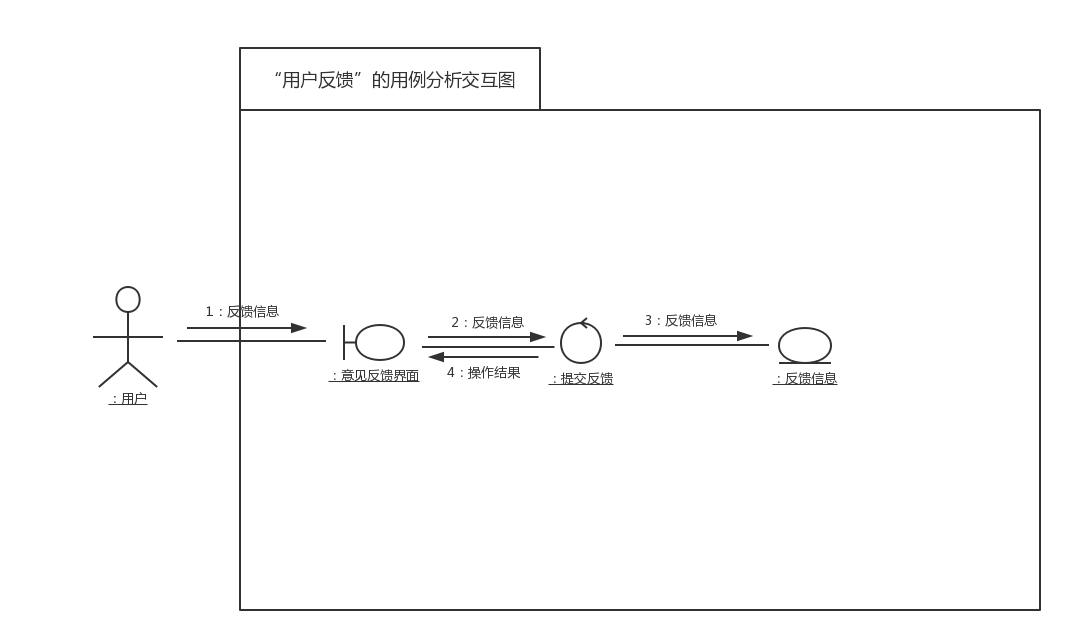 “用户反馈”的用例分析交互图
1：反馈信息
2：反馈信息
3：反馈信息
4：操作结果
：用户
：意见反馈界面
：提交反馈
：反馈信息